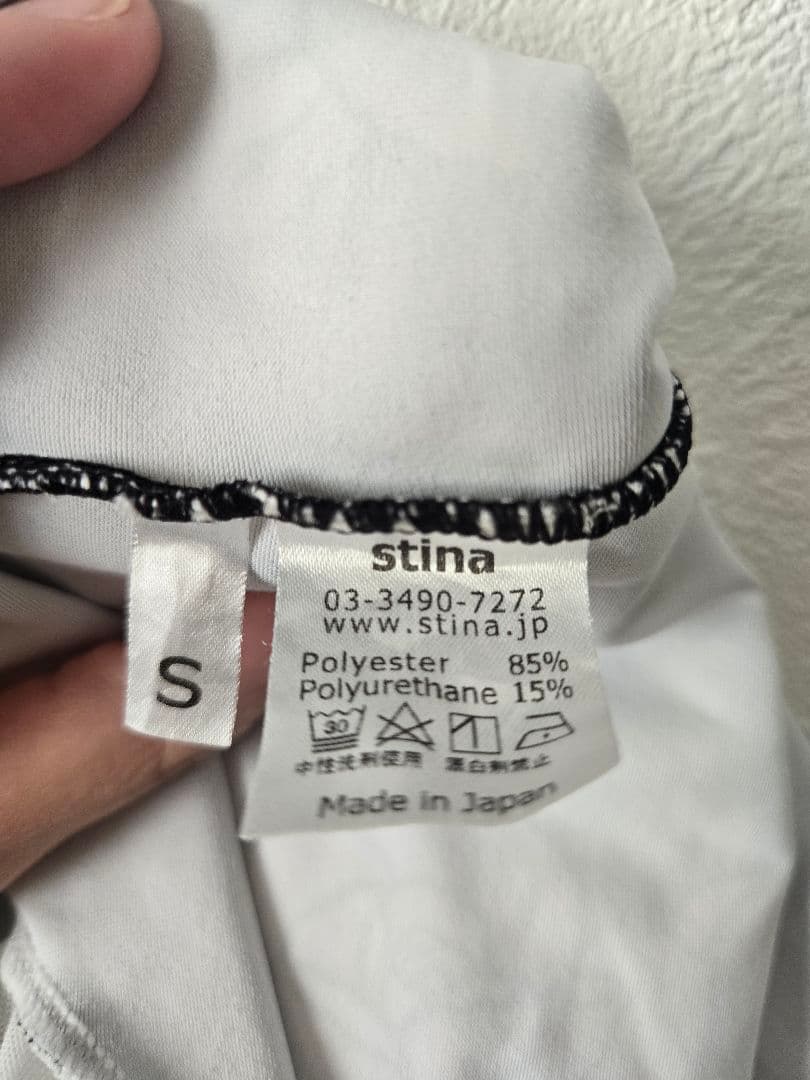 stina
03-3490-7272
www.stina.jp
Polyester 85%
Polyurethane 15%
30
中性洗剤使用 漂白剤禁止
Made in Japan
S